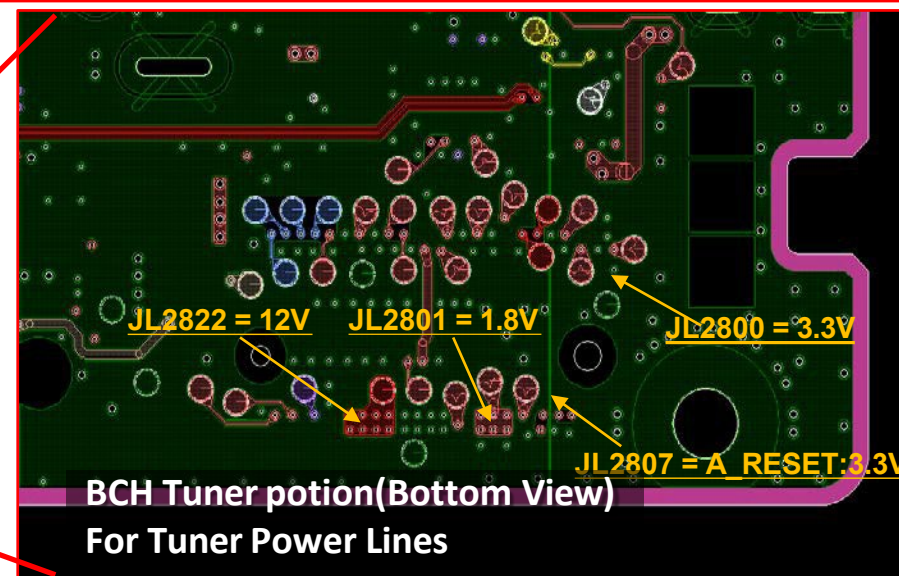 JL2822 = 12V
JL2801 = 1.8V
JL2800 = 3.3V
JL2807 = A_RESET:3.3V
BCH Tuner potion(Bottom View)
For Tuner Power Lines